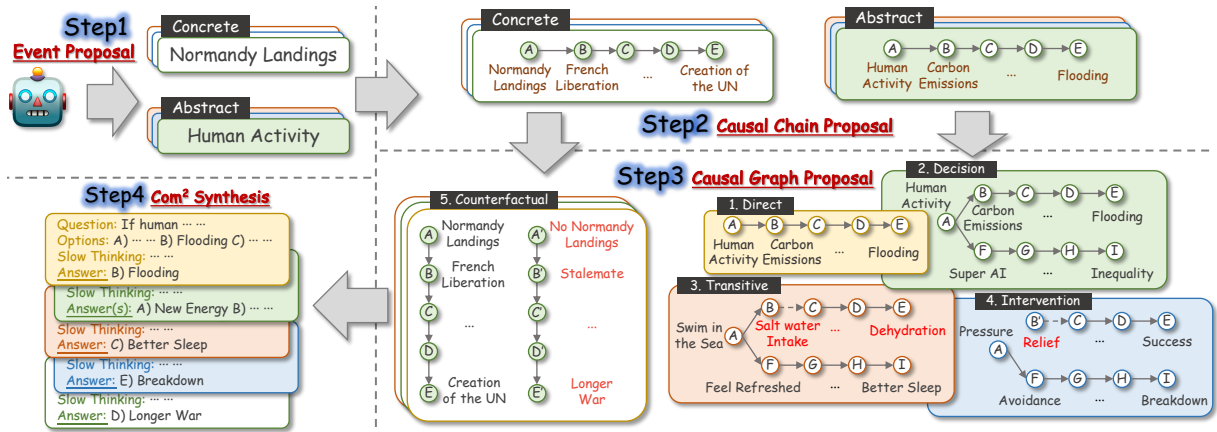 Step1
Event Proposal
Concrete
Normandy Landings
Abstract
Human Activity
Concrete
A B C D E
Normandy Landings
French Liberation
...
Creation of the UN
Abstract
A B C D E
Human Activity
Carbon Emissions
...
Flooding
Step2 Causal Chain Proposal
Step3 Causal Graph Proposal
1. Direct
A B C D E
Human Activity
Carbon Emissions
...
Flooding
2. Decision
Human Activity
A
B C D E
Carbon Emissions
...
Flooding
F G H I
Super AI
...
Inequality
3. Transitive
Swim in the Sea
A
B C D E
Salt water Intake
...
Dehydration
F G H I
Feel Refreshed
...
Better Sleep
4. Intervention
Pressure
A
B' C D E
Relief
...
Success
F G H I
Avoidance
...
Breakdown
5. Counterfactual
A Normandy Landings
B French Liberation
C
...
D
E Creation of the UN
A' No Normandy Landings
B' Stalemate
C'
...
D'
E' Longer War
Step4 Com² Synthesis
Question: If human ... ...
Options: A) ... ... B) Flooding C) ... ...
Slow Thinking: ... ...
Answer: B) Flooding
Slow Thinking: ... ...
Answer(s): A) New Energy B) ... ...
Slow Thinking: ... ...
Answer: C) Better Sleep
Slow Thinking: ... ...
Answer: E) Breakdown
Slow Thinking: ... ...
Answer: D) Longer War